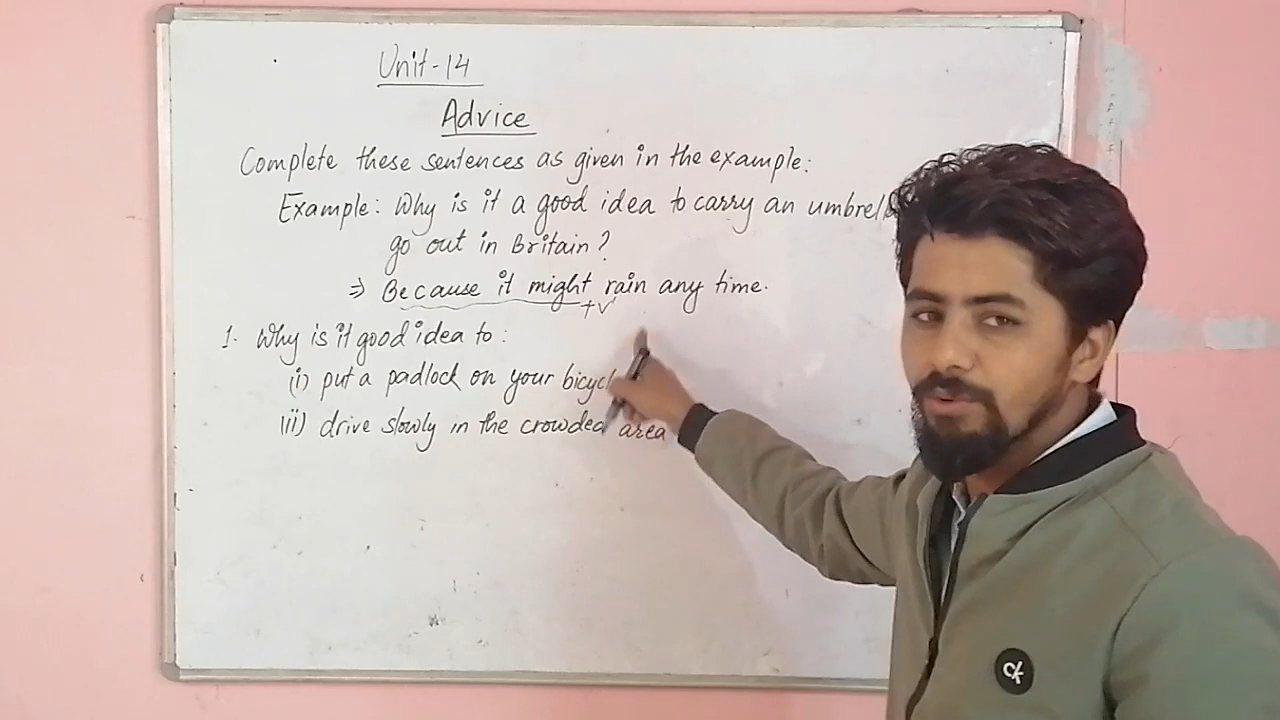 Unit-14
Advice
Complete these sentences as given in the example:
Example: Why is it a good idea to carry an
go out in Britain?
⇒ Because it might rain any time.
+V¹
1. Why is it good idea to:
(i) put a padlock on your
(ii) drive slowly in the crowded area